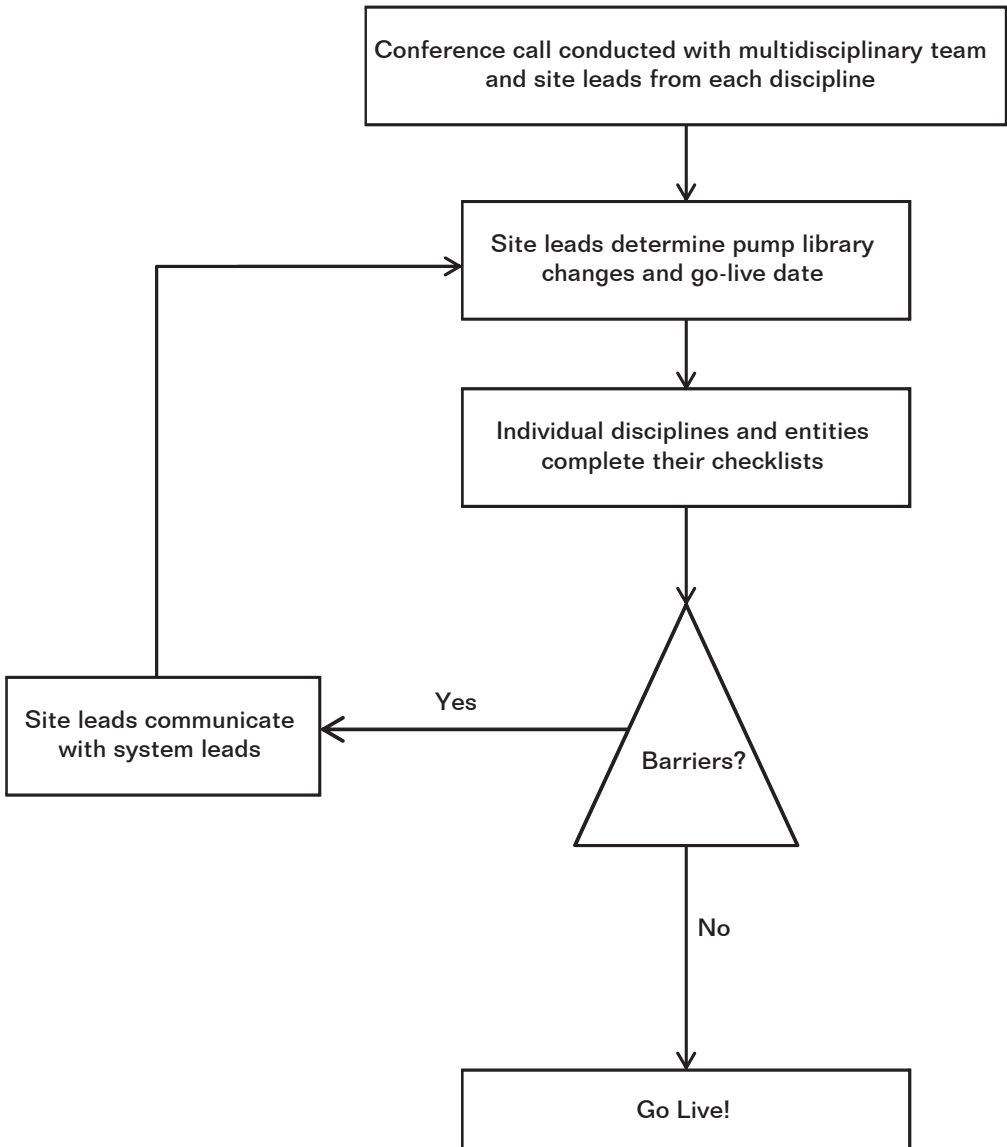 Conference call conducted with multidisciplinary team
and site leads from each discipline
Site leads determine pump library
changes and go-live date
Individual disciplines and entities
complete their checklists
Yes
Site leads communicate
with system leads
Barriers?
No
Go Live!